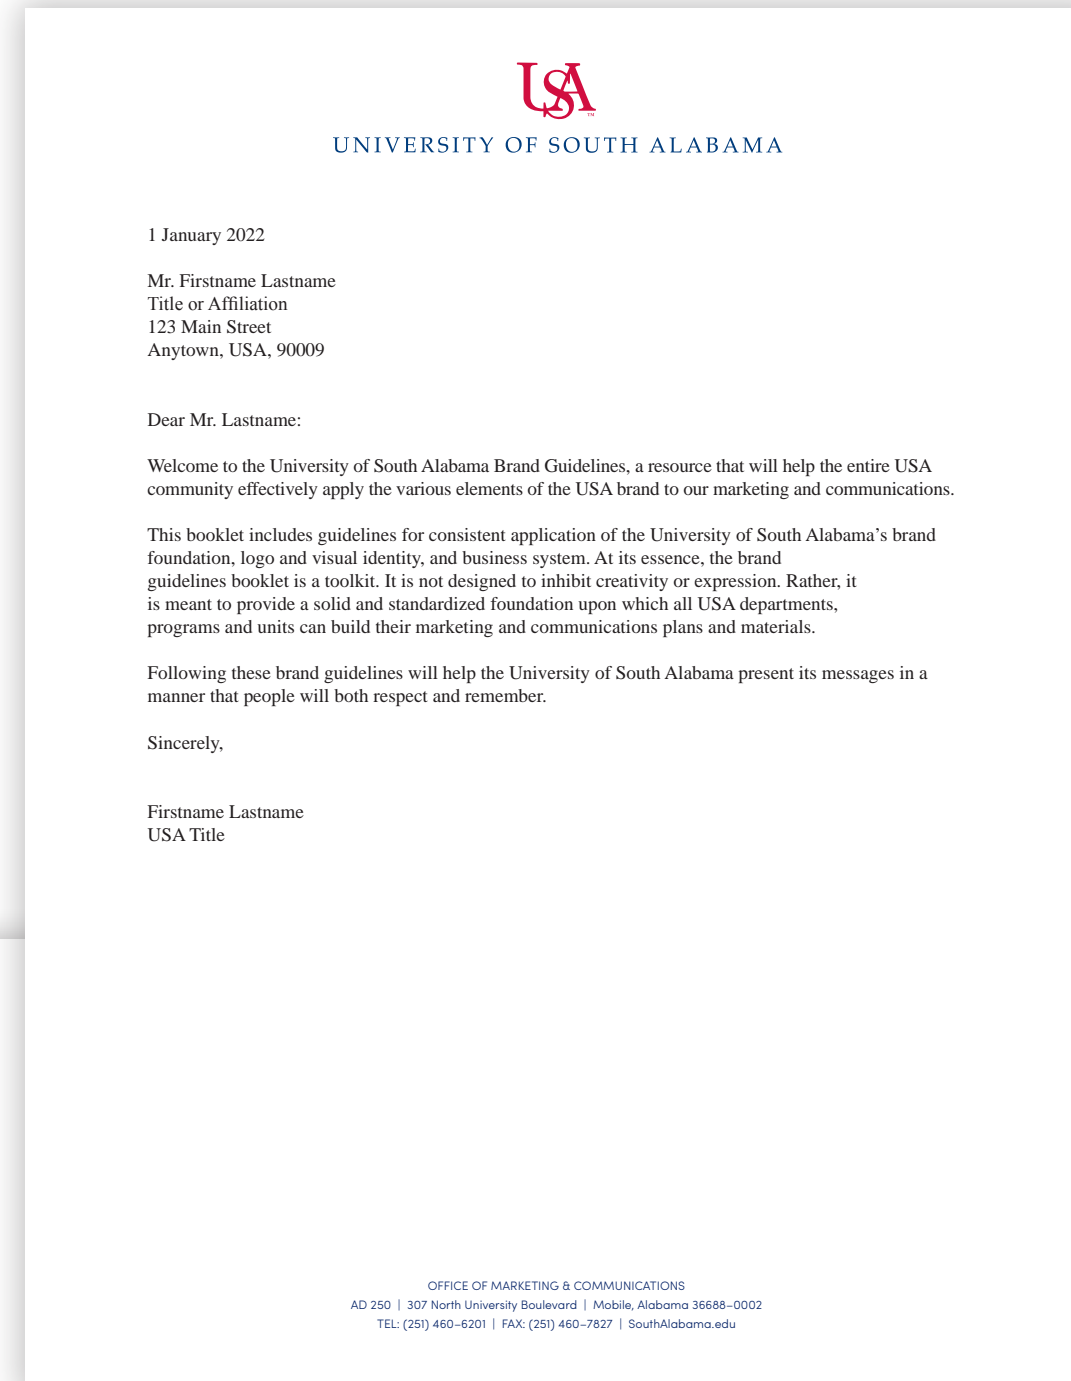 USA™
UNIVERSITY OF SOUTH ALABAMA
1 January 2022
Mr. Firstname Lastname
Title or Affiliation
123 Main Street
Anytown, USA, 90009
Dear Mr. Lastname:
Welcome to the University of South Alabama Brand Guidelines, a resource that will help the entire USA
community effectively apply the various elements of the USA brand to our marketing and communications.
This booklet includes guidelines for consistent application of the University of South Alabama’s brand
foundation, logo and visual identity, and business system. At its essence, the brand
guidelines booklet is a toolkit. It is not designed to inhibit creativity or expression. Rather, it
is meant to provide a solid and standardized foundation upon which all USA departments,
programs and units can build their marketing and communications plans and materials.
Following these brand guidelines will help the University of South Alabama present its messages in a
manner that people will both respect and remember.
Sincerely,
Firstname Lastname
USA Title
OFFICE OF MARKETING & COMMUNICATIONS
AD 250 | 307 North University Boulevard | Mobile, Alabama 36688–0002
TEL: (251) 460–6201 | FAX: (251) 460–7827 | SouthAlabama.edu